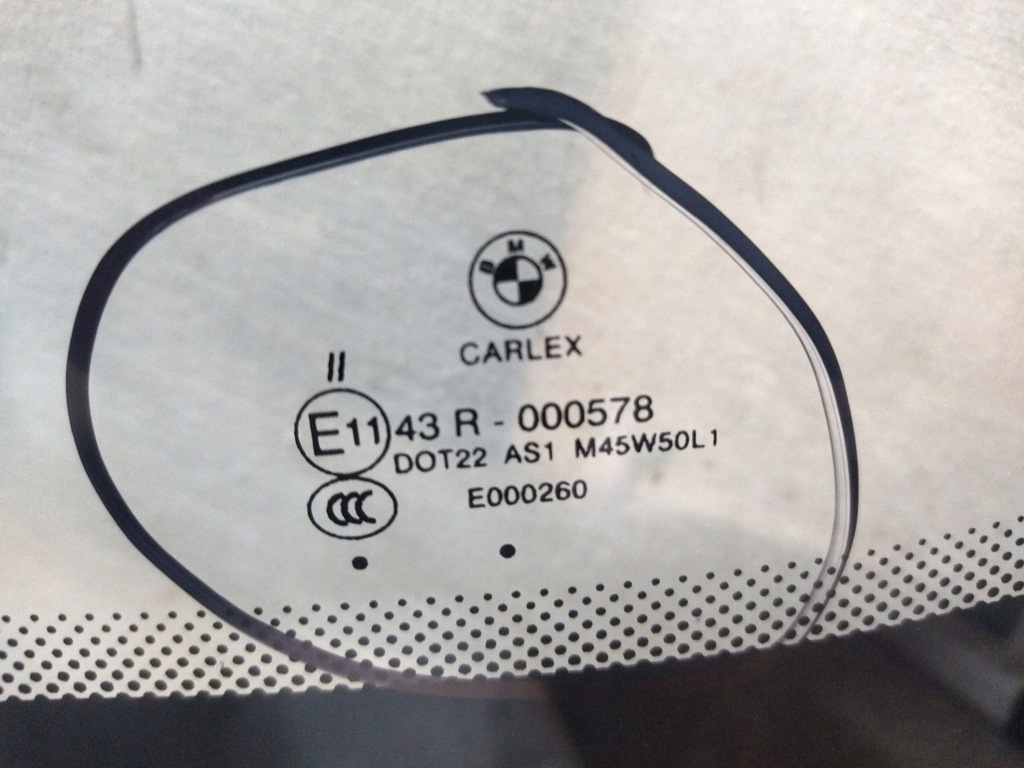 BMW
CARLEX
II
E11 43 R - 000578
DOT22 AS1 M45W50L1
CCC E000260